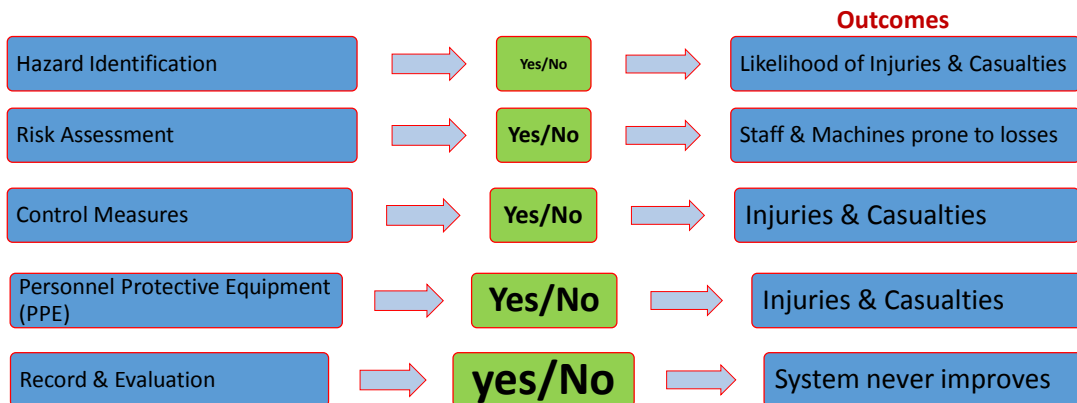 Outcomes
Hazard Identification
Yes/No
Likelihood of Injuries & Casualties
Risk Assessment
Yes/No
Staff & Machines prone to losses
Control Measures
Yes/No
Injuries & Casualties
Personnel Protective Equipment
(PPE)
Yes/No
Injuries & Casualties
Record & Evaluation
yes/No
System never improves